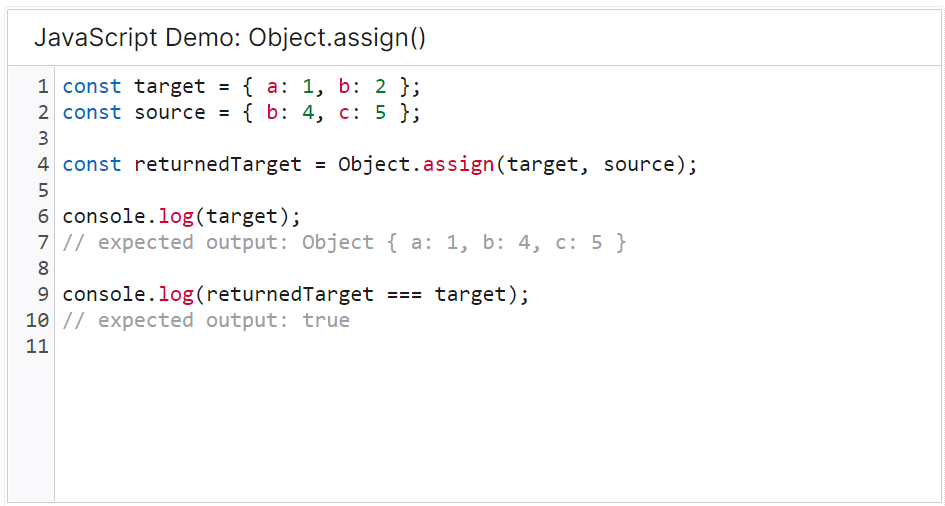 JavaScript Demo: Object.assign()
1 const target = { a: 1, b: 2 };
2 const source = { b: 4, c: 5 };
3
4 const returnedTarget = Object.assign(target, source);
5
6 console.log(target);
7 // expected output: Object { a: 1, b: 4, c: 5 }
8
9 console.log(returnedTarget === target);
10 // expected output: true
11